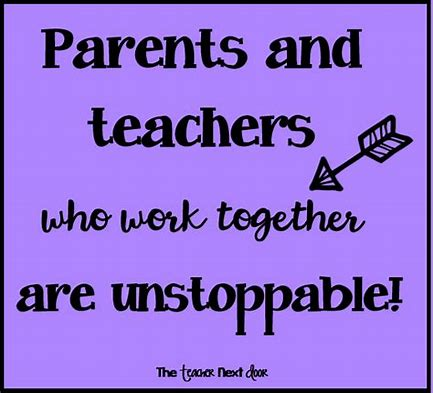 Parents and
teachers
who work together
are unstoppable!
The Teacher Next Door